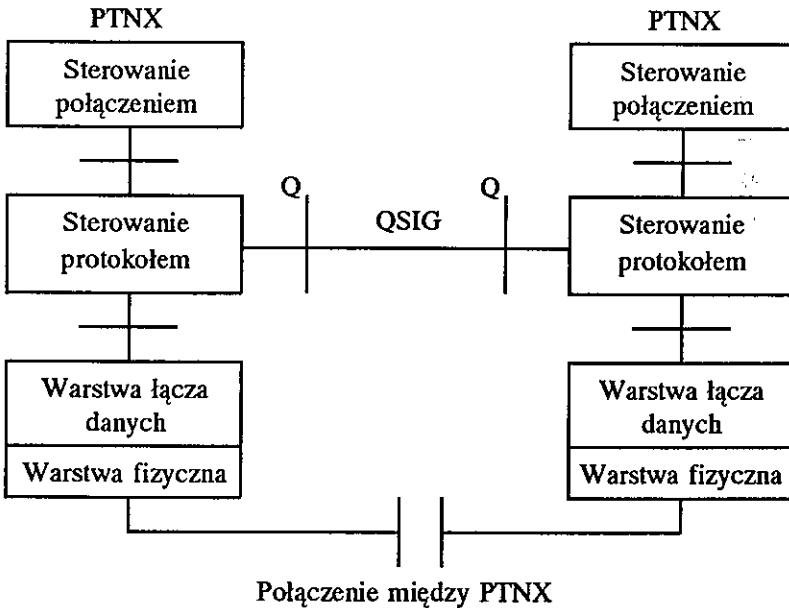 PTNX
PTNX
Sterowanie
połączeniem
Sterowanie
połączeniem
Q
QSIG
Q
Sterowanie
protokołem
Sterowanie
protokołem
Warstwa łącza
danych
Warstwa fizyczna
Warstwa łącza
danych
Warstwa fizyczna
Połączenie między PTNX